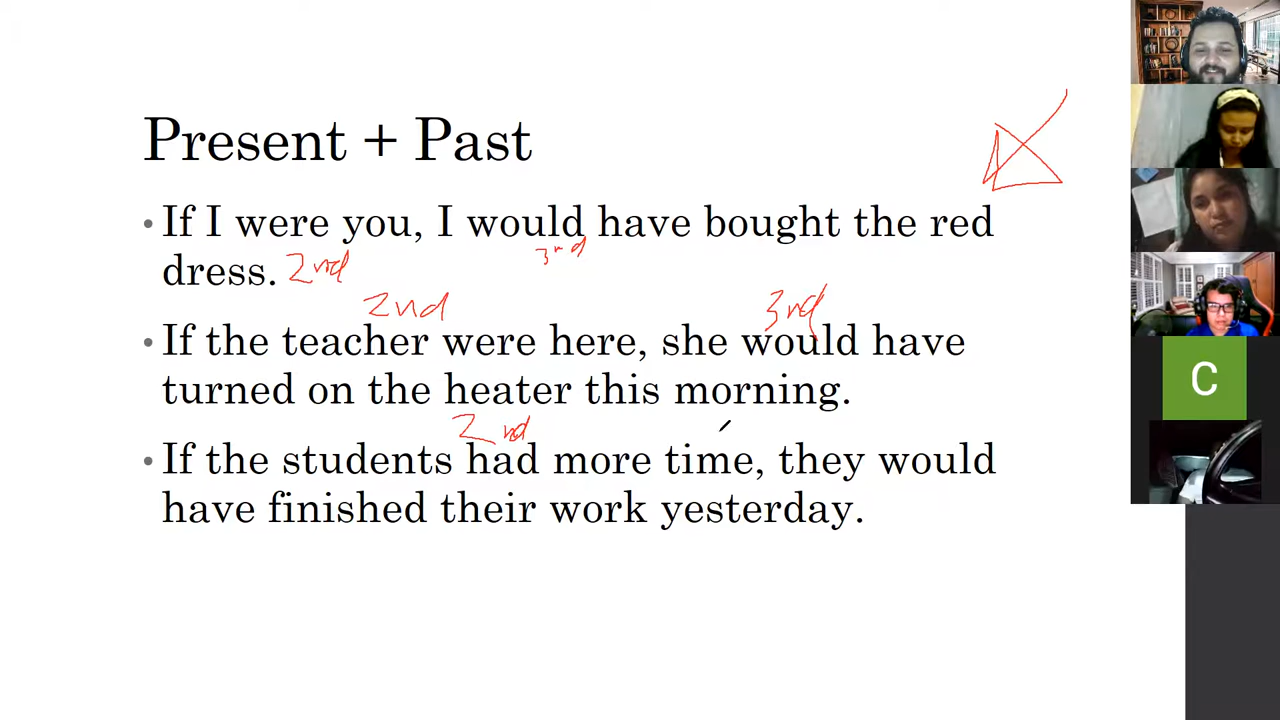 Present + Past
• If I were you, I would have bought the red
3rd
dress. 2nd
2nd 3rd
• If the teacher were here, she would have
turned on the heater this morning.
2nd
• If the students had more time, they would
have finished their work yesterday.
C